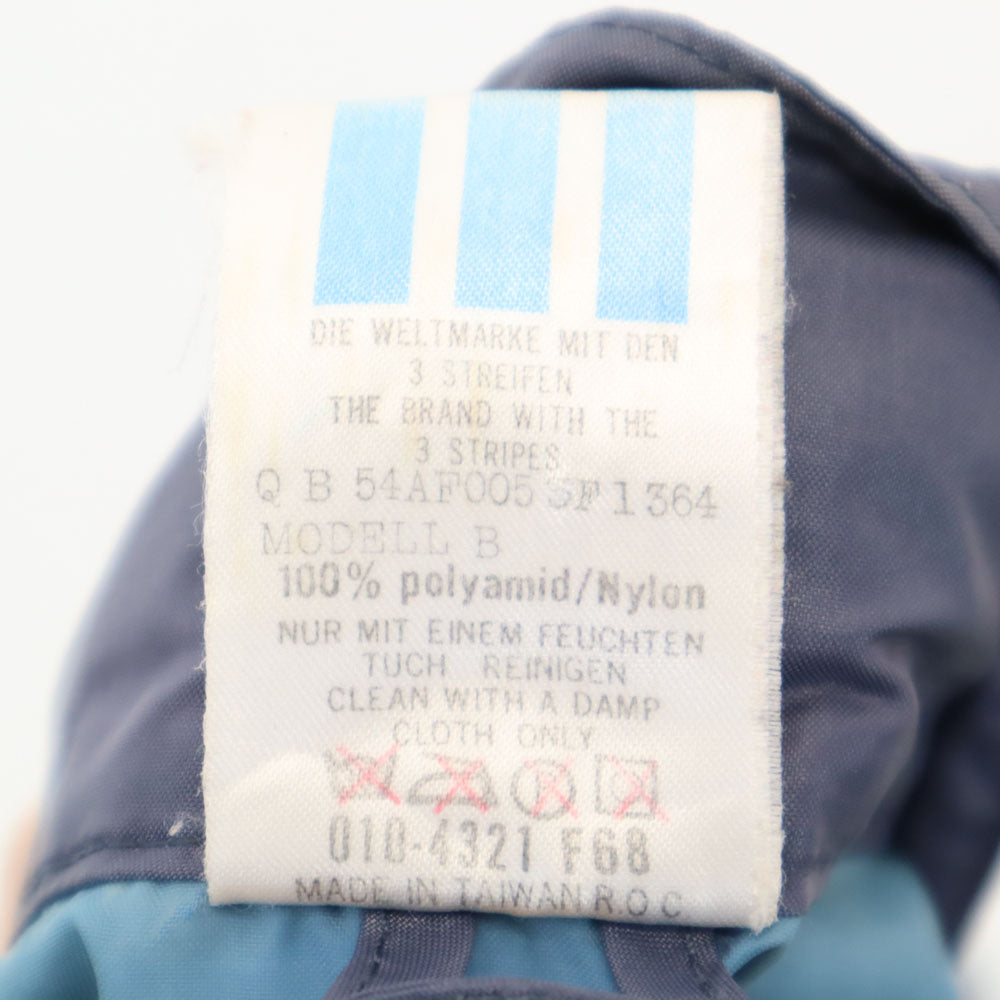 DIE WELTMARKE MIT DEN
3 STREIFEN
THE BRAND WITH THE
3 STRIPES
Q B 54AF005 SF1364
MODELL B
100% polyamid/Nylon
NUR MIT EINEM FEUCHTEN
TUCH REINIGEN
CLEAN WITH A DAMP
CLOTH ONLY
010-4321 F68
MADE IN TAIWAN R.O.C.